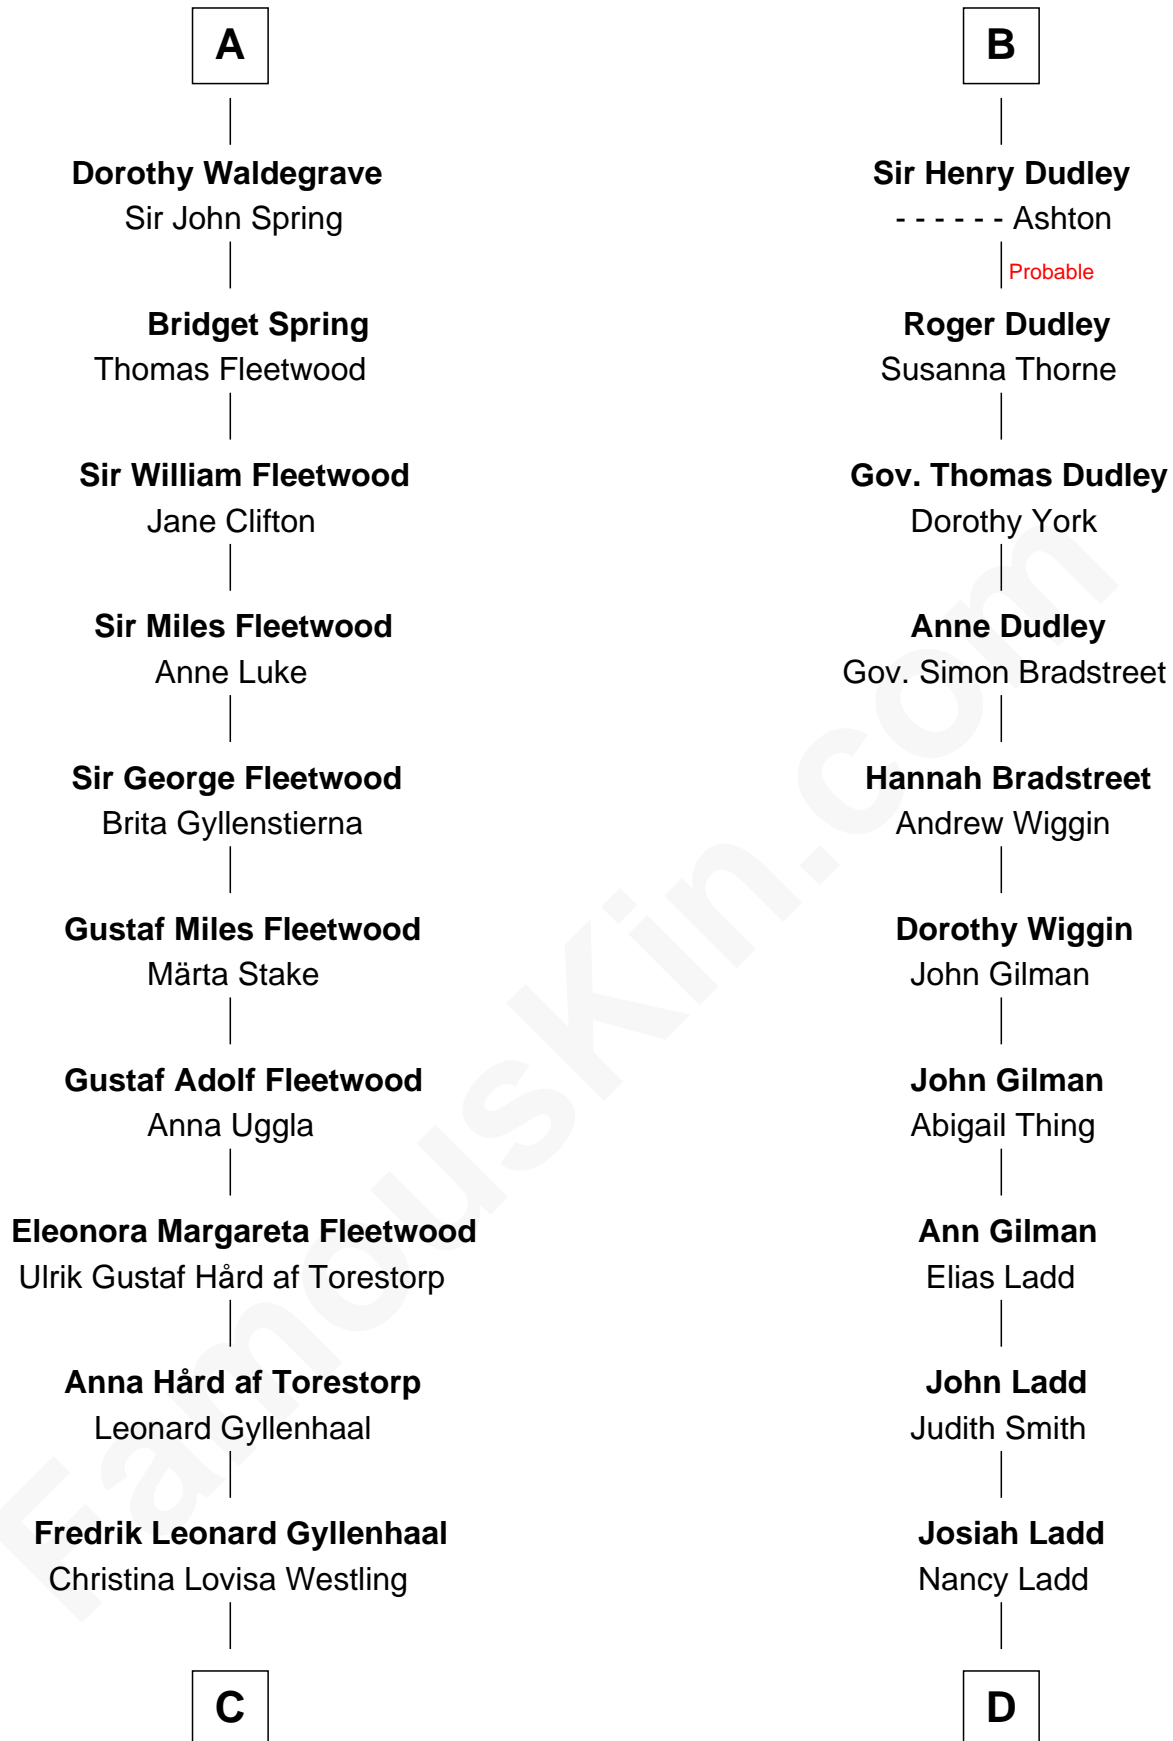 A
Dorothy Waldegrave
Sir John Spring
Bridget Spring
Thomas Fleetwood
Sir William Fleetwood
Jane Clifton
Sir Miles Fleetwood
Anne Luke
Sir George Fleetwood
Brita Gyllenstierna
Gustaf Miles Fleetwood
Märta Stake
Gustaf Adolf Fleetwood
Anna Uggla
Eleonora Margareta Fleetwood
Ulrik Gustaf Hård af Torestorp
Anna Hård af Torestorp
Leonard Gyllenhaal
Fredrik Leonard Gyllenhaal
Christina Lovisa Westling
C
B
Sir Henry Dudley
- - - - - - Ashton
Probable
Roger Dudley
Susanna Thorne
Gov. Thomas Dudley
Dorothy York
Anne Dudley
Gov. Simon Bradstreet
Hannah Bradstreet
Andrew Wiggin
Dorothy Wiggin
John Gilman
John Gilman
Abigail Thing
Ann Gilman
Elias Ladd
John Ladd
Judith Smith
Josiah Ladd
Nancy Ladd
D
FamousKin.com